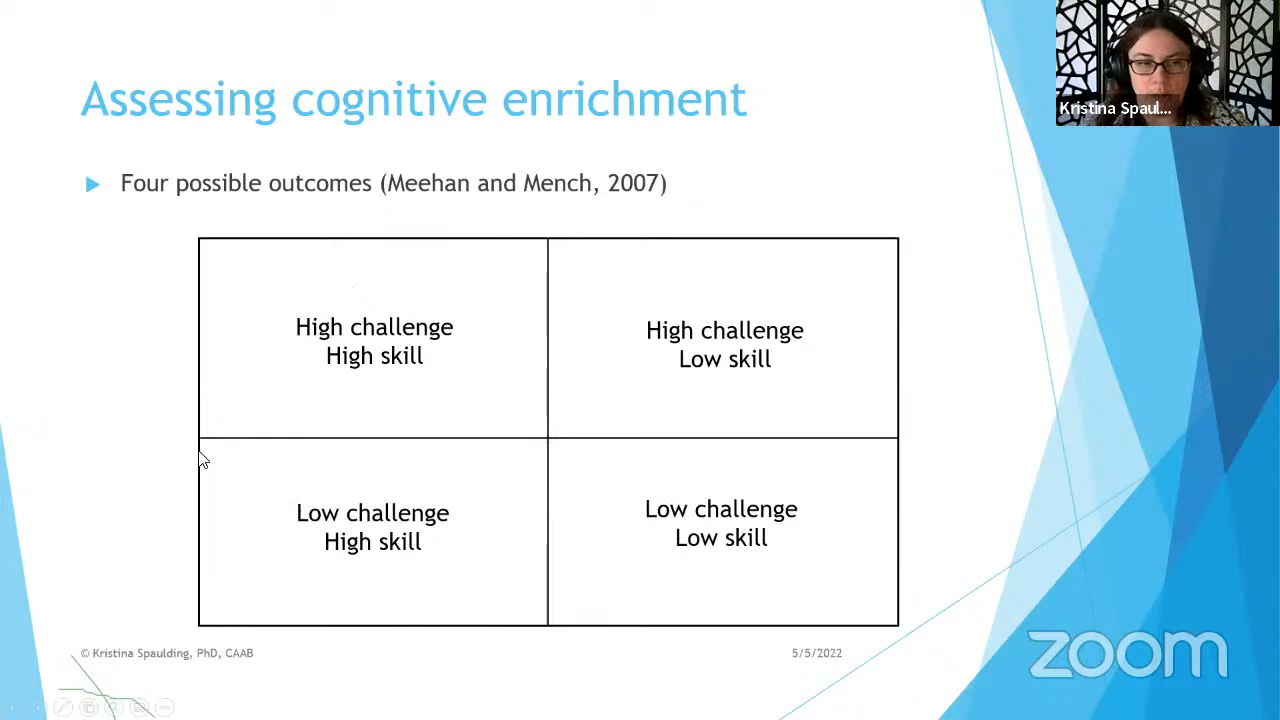 Kristina Spaul...
Assessing cognitive enrichment
Four possible outcomes (Meehan and Mench, 2007)
High challenge
High skill
High challenge
Low skill
Low challenge
High skill
Low challenge
Low skill
© Kristina Spaulding, PhD, CAAB
5/5/2022
zoom